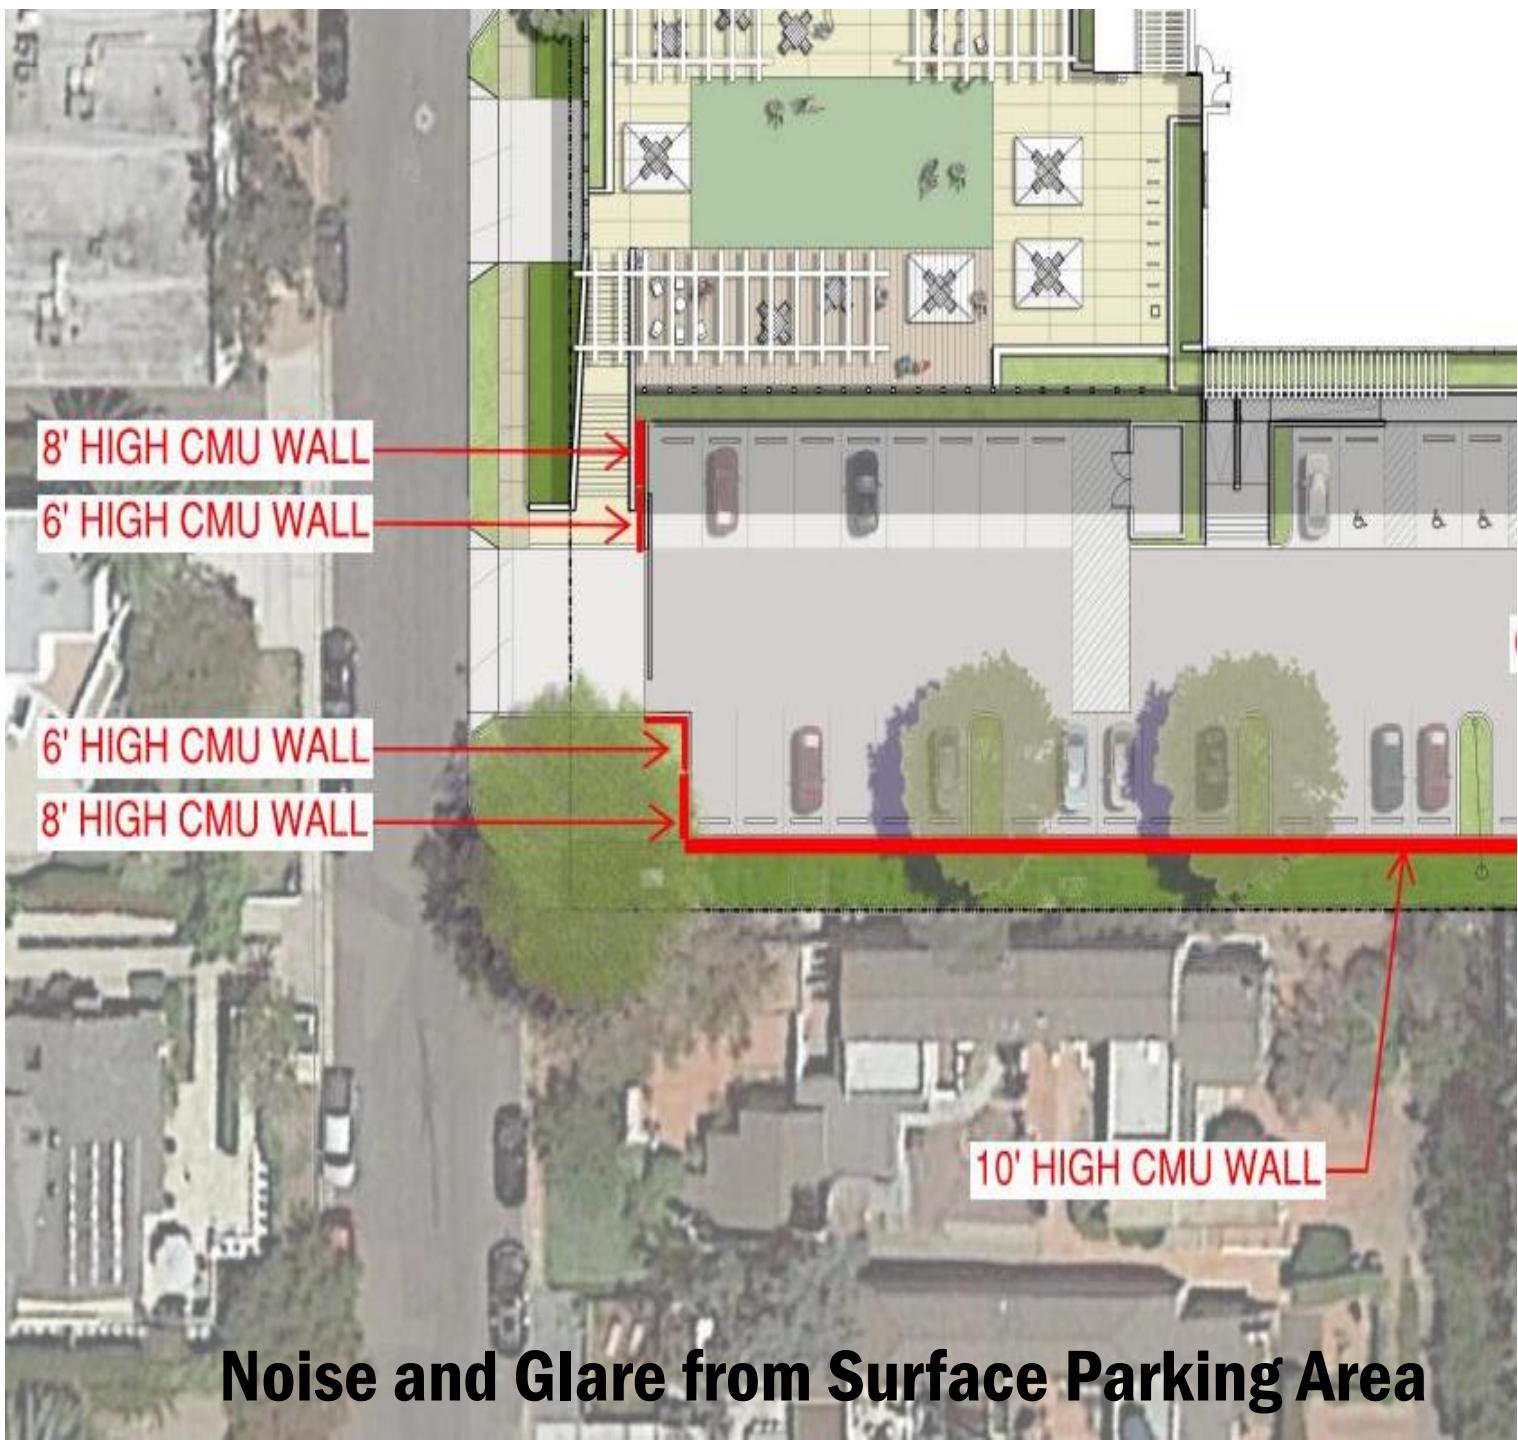 8' HIGH CMU WALL
6' HIGH CMU WALL
6' HIGH CMU WALL
8' HIGH CMU WALL
10' HIGH CMU WALL
Noise and Glare from Surface Parking Area